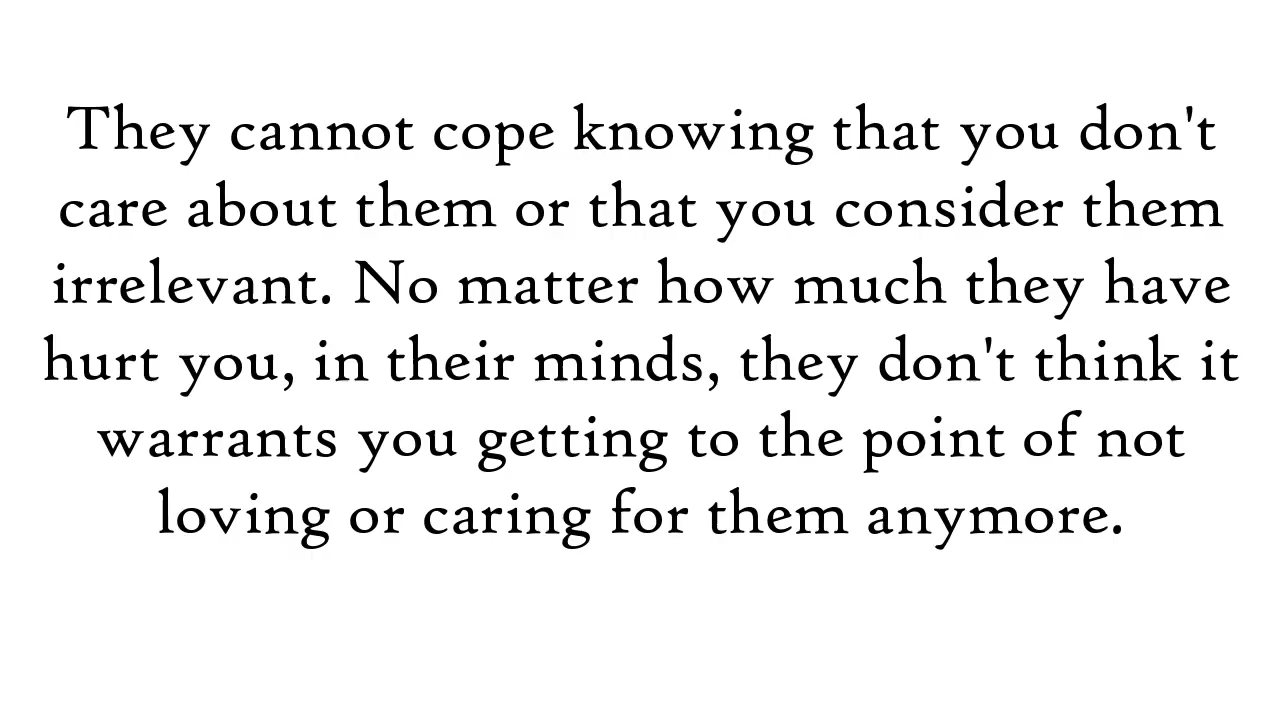 They cannot cope knowing that you don't
care about them or that you consider them
irrelevant. No matter how much they have
hurt you, in their minds, they don't think it
warrants you getting to the point of not
loving or caring for them anymore.